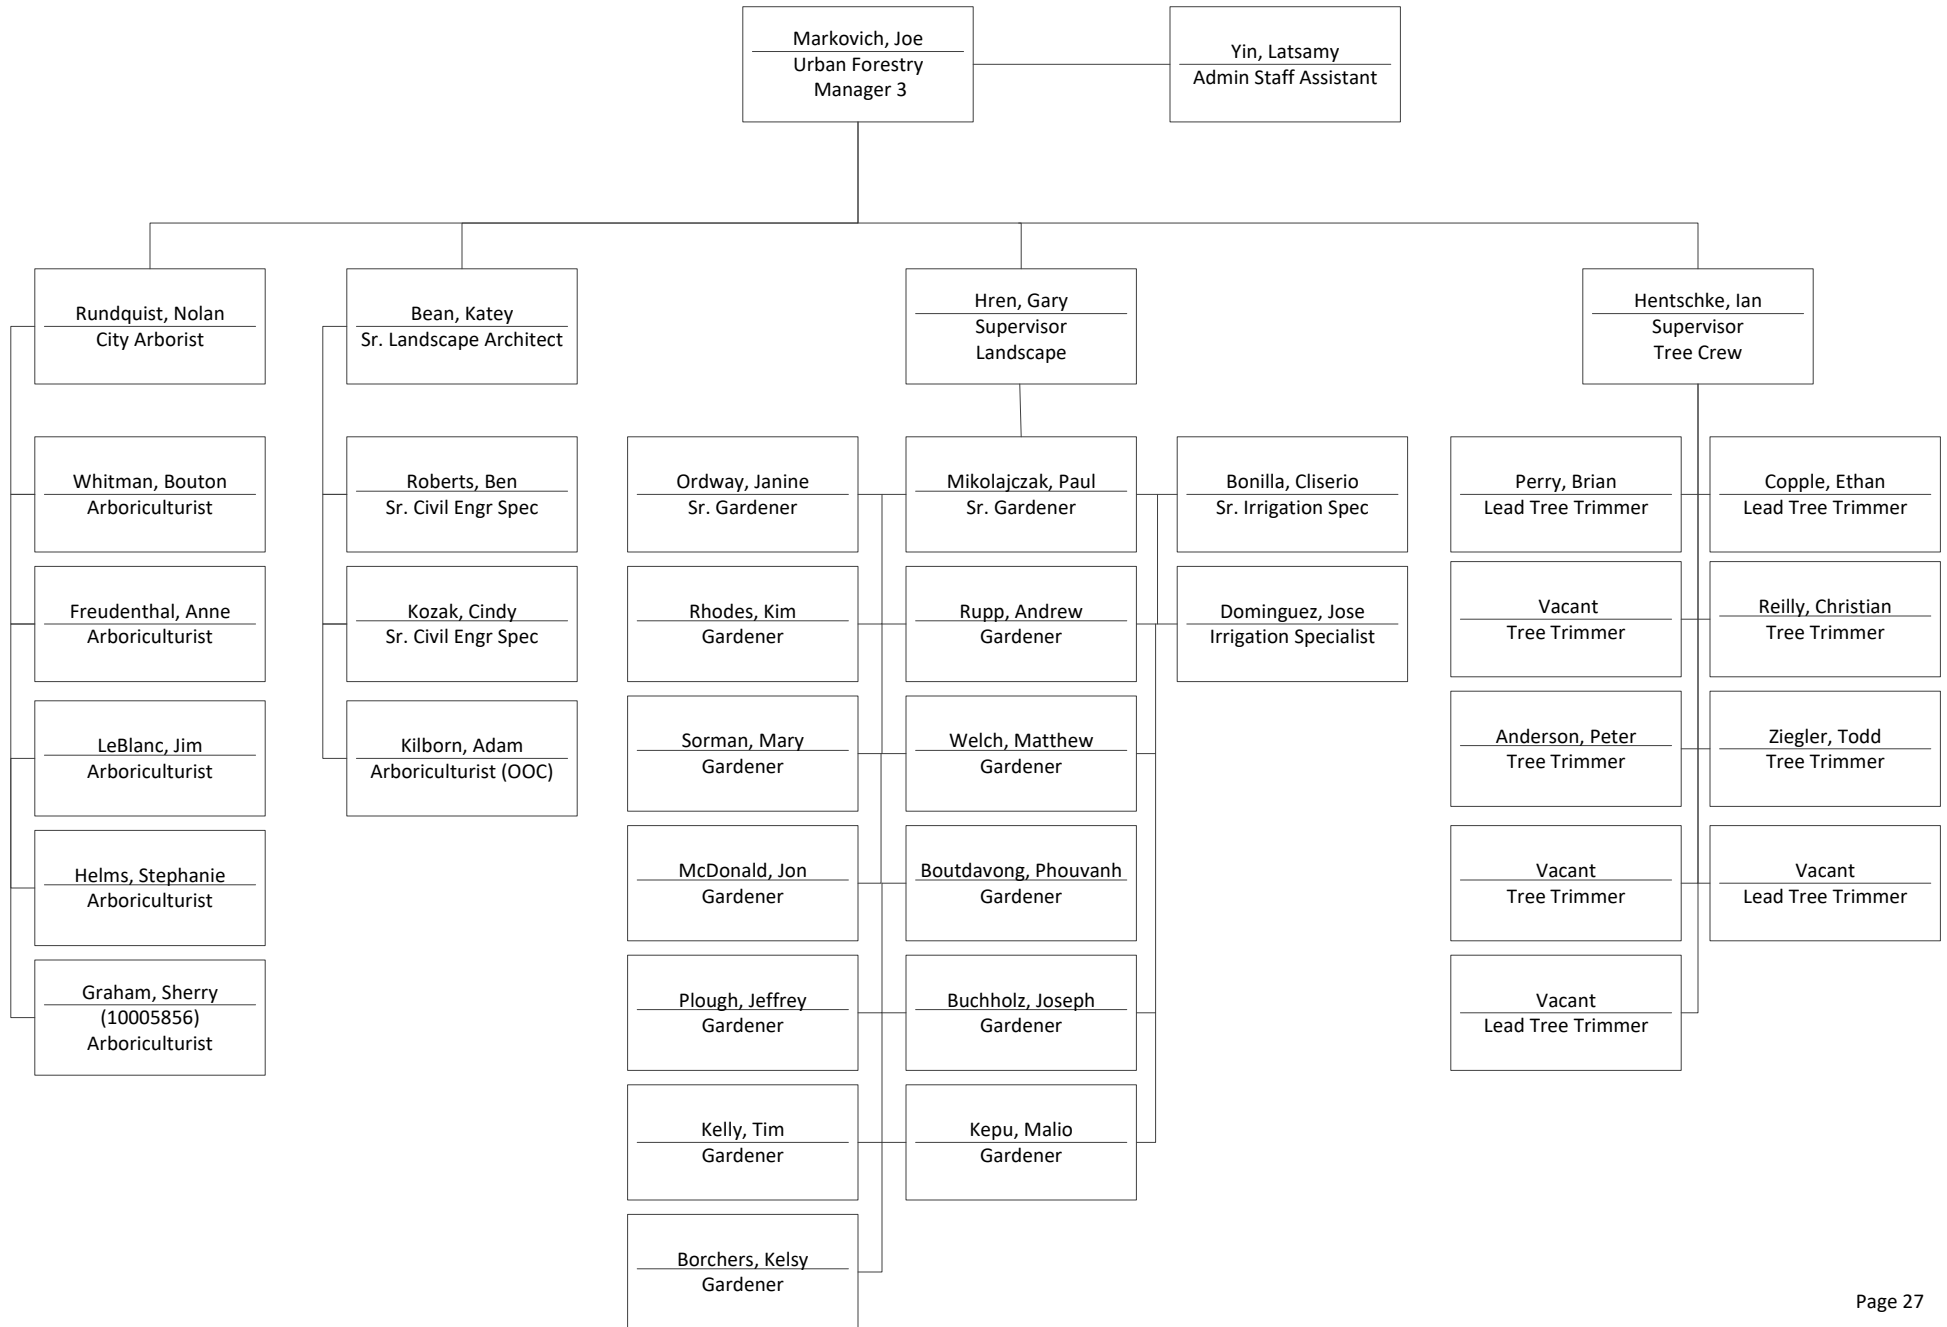 Markovich, Joe
Urban Forestry
Manager 3
Yin, Latsamy
Admin Staff Assistant
Rundquist, Nolan
City Arborist
Bean, Katey
Sr. Landscape Architect
Hren, Gary
Supervisor
Landscape
Hentschke, Ian
Supervisor
Tree Crew
Whitman, Bouton
Arboriculturist
Roberts, Ben
Sr. Civil Engr Spec
Ordway, Janine
Sr. Gardener
Mikolajczak, Paul
Sr. Gardener
Bonilla, Cliserio
Sr. Irrigation Spec
Perry, Brian
Lead Tree Trimmer
Copple, Ethan
Lead Tree Trimmer
Freudenthal, Anne
Arboriculturist
Kozak, Cindy
Sr. Civil Engr Spec
Rhodes, Kim
Gardener
Rupp, Andrew
Gardener
Dominguez, Jose
Irrigation Specialist
Vacant
Tree Trimmer
Reilly, Christian
Tree Trimmer
LeBlanc, Jim
Arboriculturist
Kilborn, Adam
Arboriculturist (OOC)
Sorman, Mary
Gardener
Welch, Matthew
Gardener
Anderson, Peter
Tree Trimmer
Ziegler, Todd
Tree Trimmer
Helms, Stephanie
Arboriculturist
McDonald, Jon
Gardener
Boutdavong, Phouvanh
Gardener
Vacant
Tree Trimmer
Vacant
Lead Tree Trimmer
Graham, Sherry
(10005856)
Arboriculturist
Plough, Jeffrey
Gardener
Buchholz, Joseph
Gardener
Vacant
Lead Tree Trimmer
Kelly, Tim
Gardener
Kepu, Malio
Gardener
Borchers, Kelsy
Gardener
Page 27